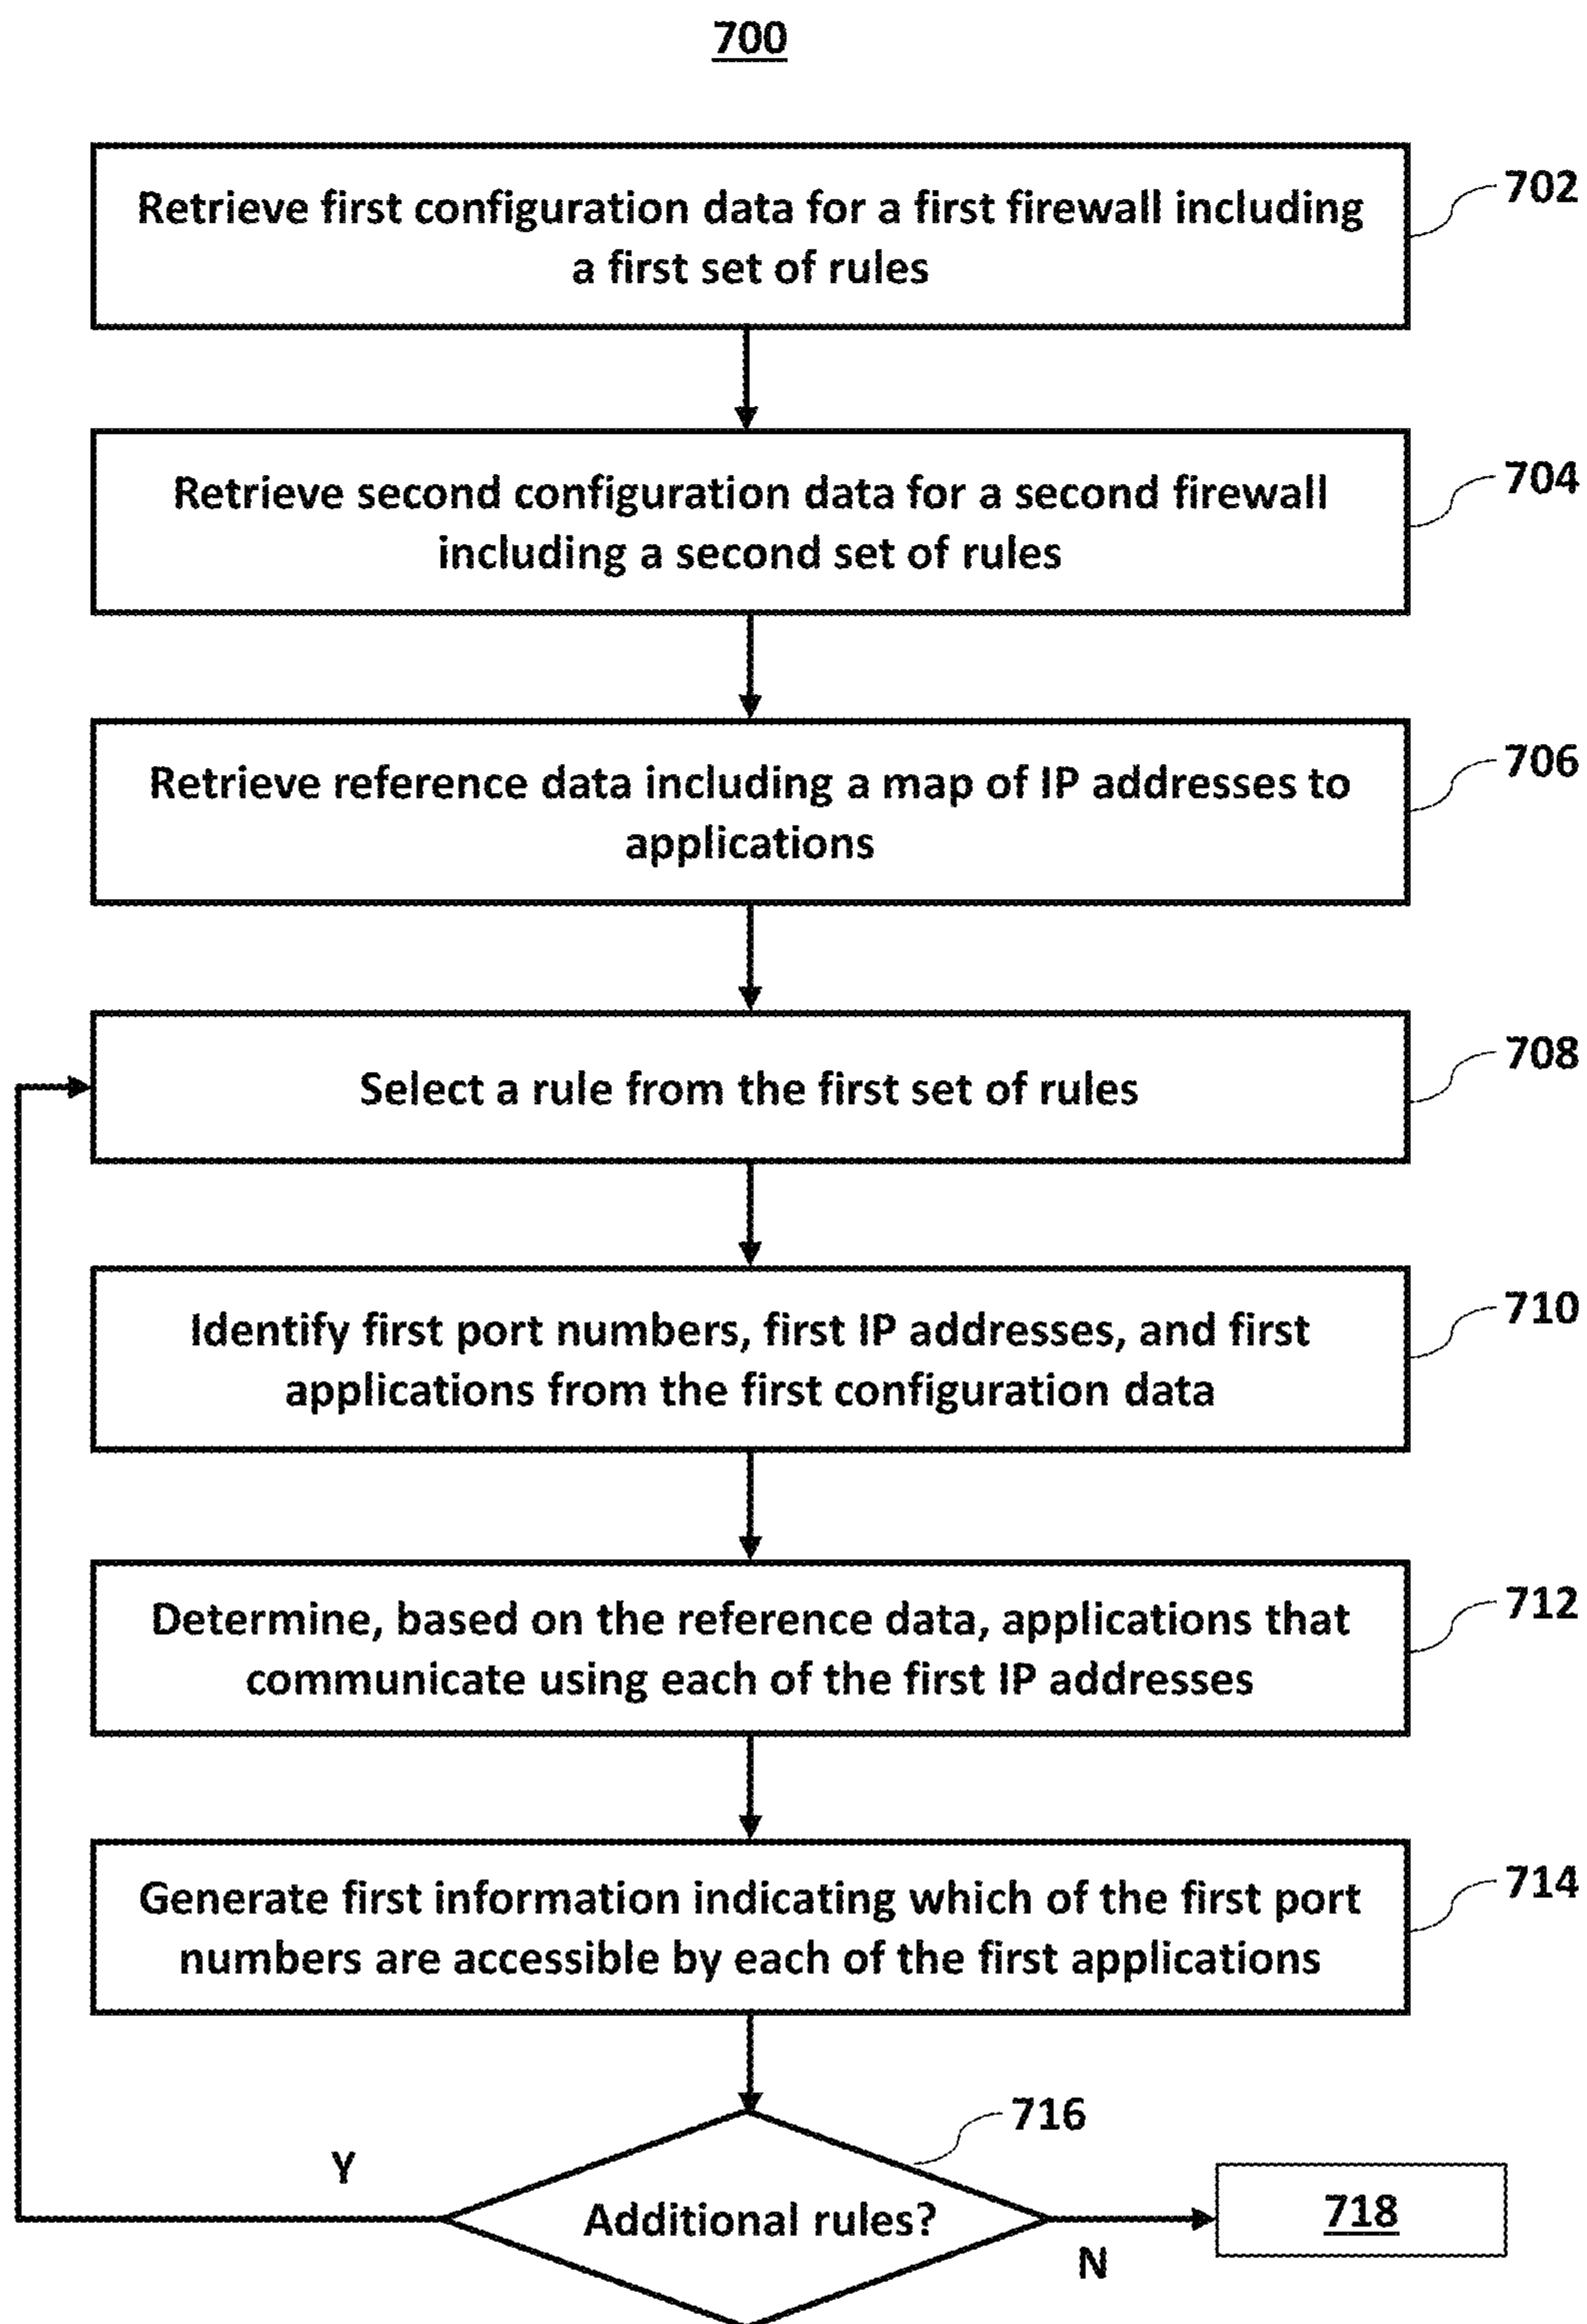 700
Retrieve first configuration data for a first firewall including
a first set of rules
702
Retrieve second configuration data for a second firewall
including a second set of rules
704
Retrieve reference data including a map of IP addresses to
applications
706
Select a rule from the first set of rules
708
Identify first port numbers, first IP addresses, and first
applications from the first configuration data
710
Determine, based on the reference data, applications that
communicate using each of the first IP addresses
712
Generate first information indicating which of the first port
numbers are accessible by each of the first applications
714
716
Y
Additional rules?
718
N